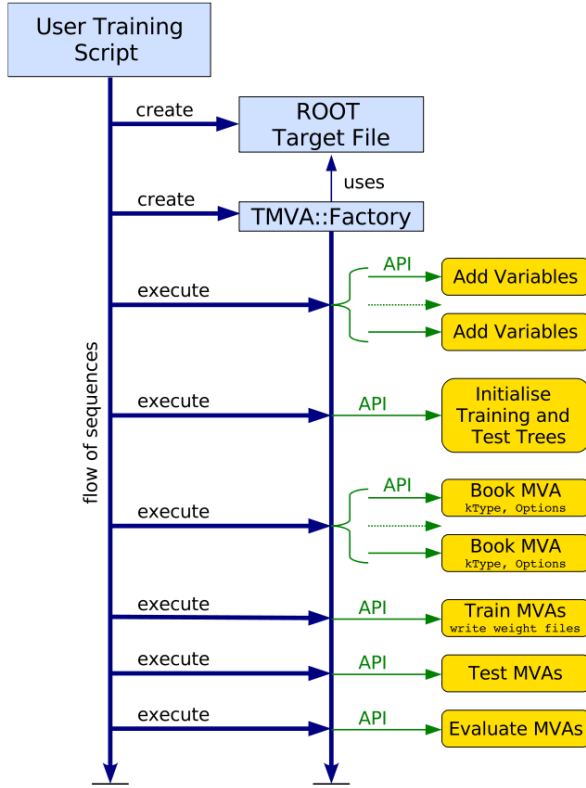 User Training
Script
create
ROOT
Target File
uses
create
TMVA::Factory
API
Add Variables
execute
Add Variables
flow of sequences
execute
API
Initialise
Training and
Test Trees
API
Book MVA
kType, Options
execute
Book MVA
kType, Options
execute
API
Train MVAs
write weight files
execute
API
Test MVAs
execute
API
Evaluate MVAs